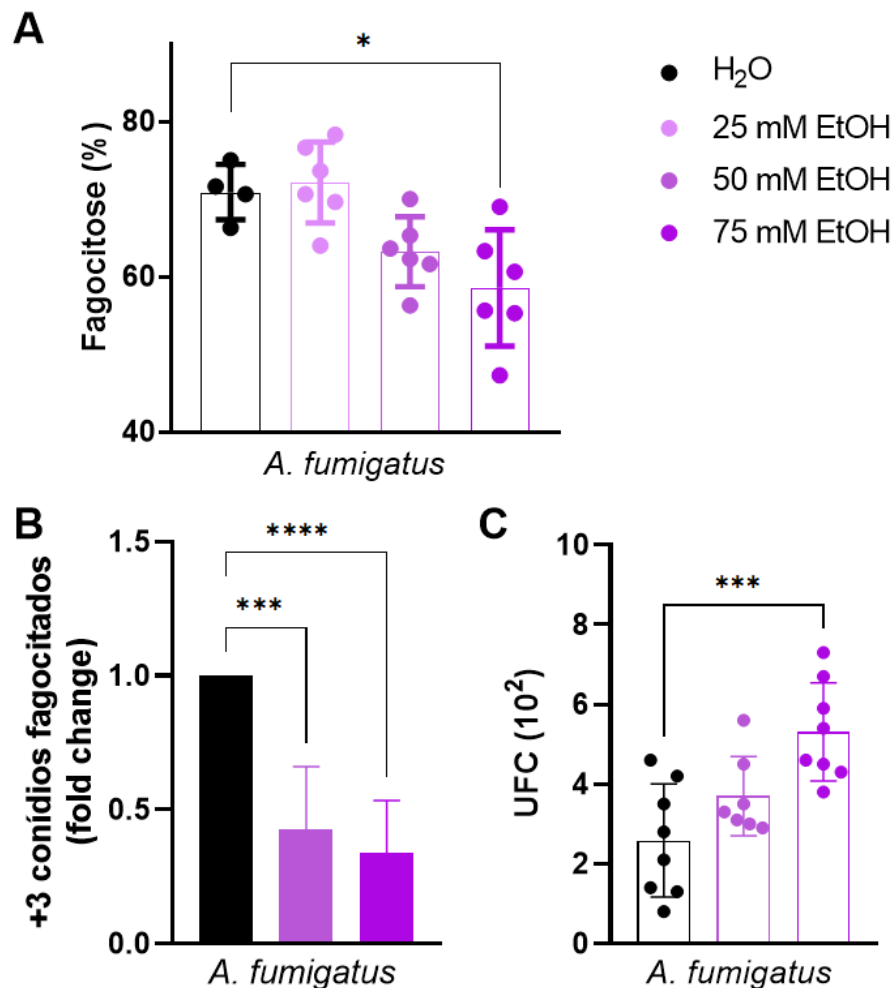 A
*
Fagocitose (%)
80
60
40
A. fumigatus
H₂O
25 mM EtOH
50 mM EtOH
75 mM EtOH
B
+3 conídios fagocitados
(fold change)
1.5
1.0
0.5
0.0
****
***
A. fumigatus
C
UFC (10²)
10
8
6
4
2
0
***
A. fumigatus